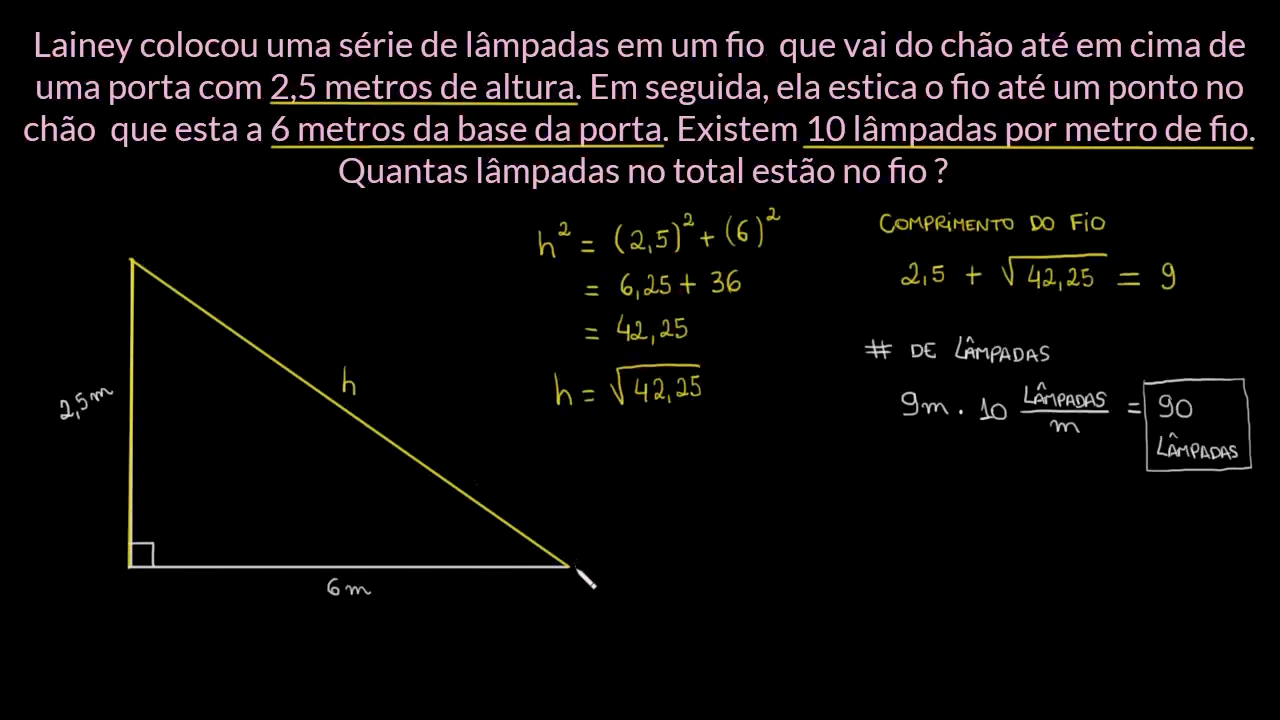 Lainey colocou uma série de lâmpadas em um fio que vai do chão até em cima de
uma porta com 2,5 metros de altura. Em seguida, ela estica o fio até um ponto no
chão que esta a 6 metros da base da porta. Existem 10 lâmpadas por metro de fio.
Quantas lâmpadas no total estão no fio ?
h² = (2,5)² + (6)²
= 6,25 + 36
= 42,25
h = √42,25
COMPRIMENTO DO FIO
2,5 + √42,25 = 9
# DE LÂMPADAS
9m . 10 LÂMPADAS/m = 90
LÂMPADAS
2,5m
h
6m